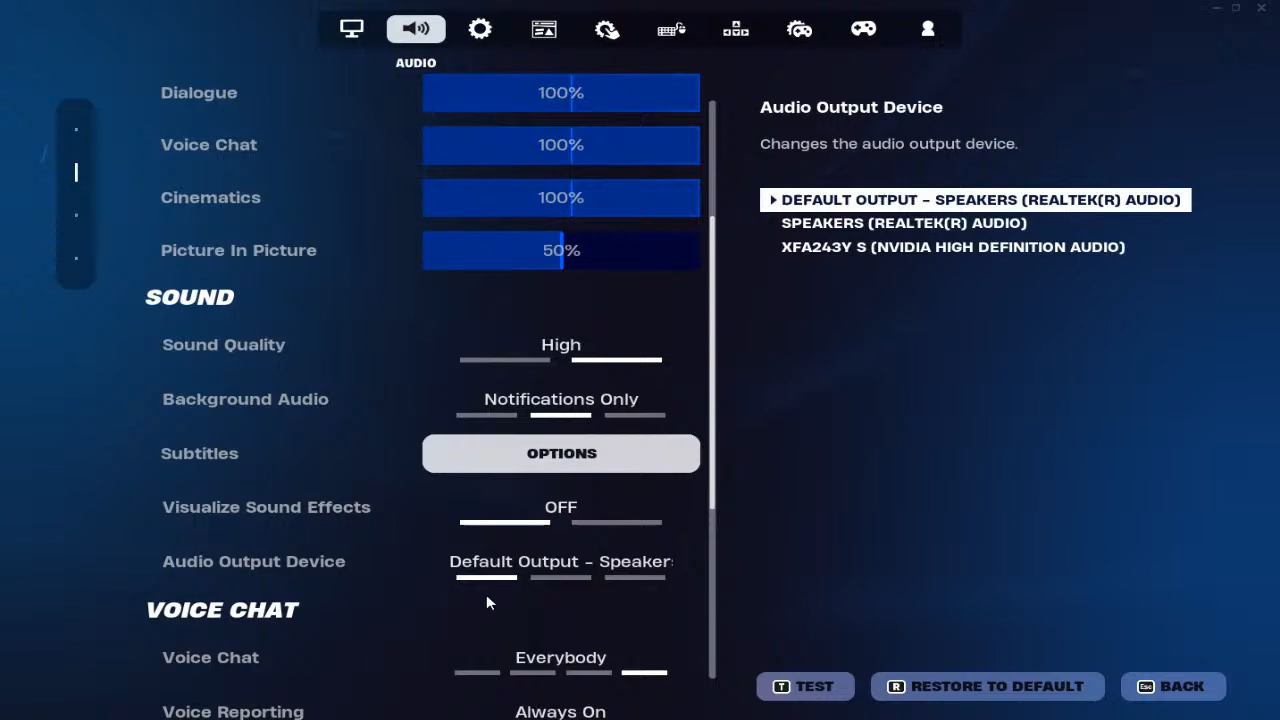 AUDIO
Dialogue 100%
Voice Chat 100%
Cinematics 100%
Picture In Picture 50%
SOUND
Sound Quality High
Background Audio Notifications Only
Subtitles OPTIONS
Visualize Sound Effects OFF
Audio Output Device Default Output - Speaker
VOICE CHAT
Voice Chat Everybody
Voice Reporting Always On
Audio Output Device
Changes the audio output device.
DEFAULT OUTPUT - SPEAKERS (REALTEK(R) AUDIO)
SPEAKERS (REALTEK(R) AUDIO)
XFA243Y S (NVIDIA HIGH DEFINITION AUDIO)
T TEST
R RESTORE TO DEFAULT
Esc BACK